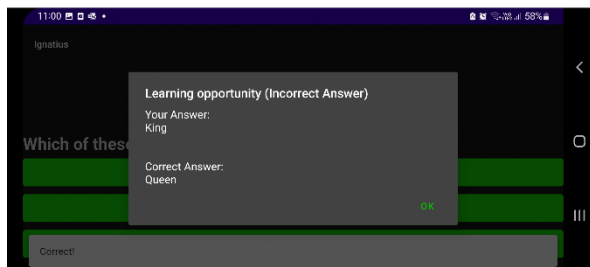 11:00
58%
Ignatius
Learning opportunity (Incorrect Answer)
Your Answer:
King
Which of these
Correct Answer:
Queen
OK
Correct!